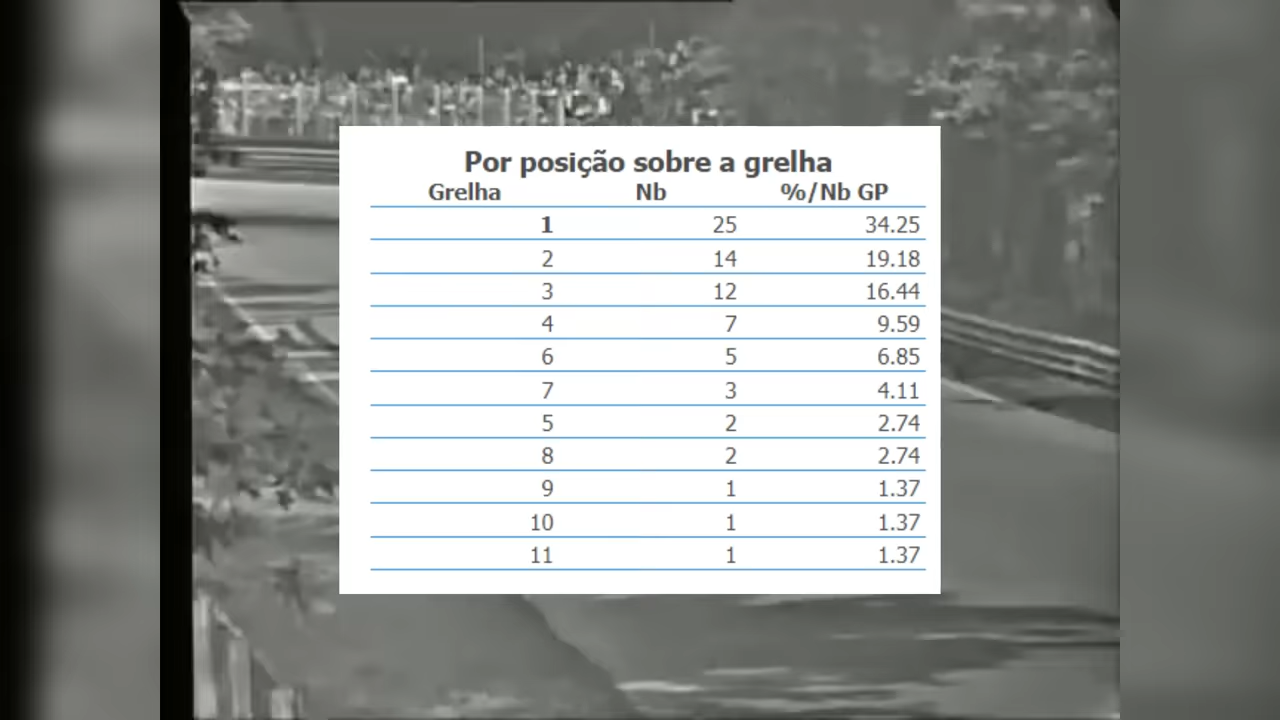 Por posição sobre a grelha
Grelha Nb %/Nb GP
1 25 34.25
2 14 19.18
3 12 16.44
4 7 9.59
6 5 6.85
7 3 4.11
5 2 2.74
8 2 2.74
9 1 1.37
10 1 1.37
11 1 1.37